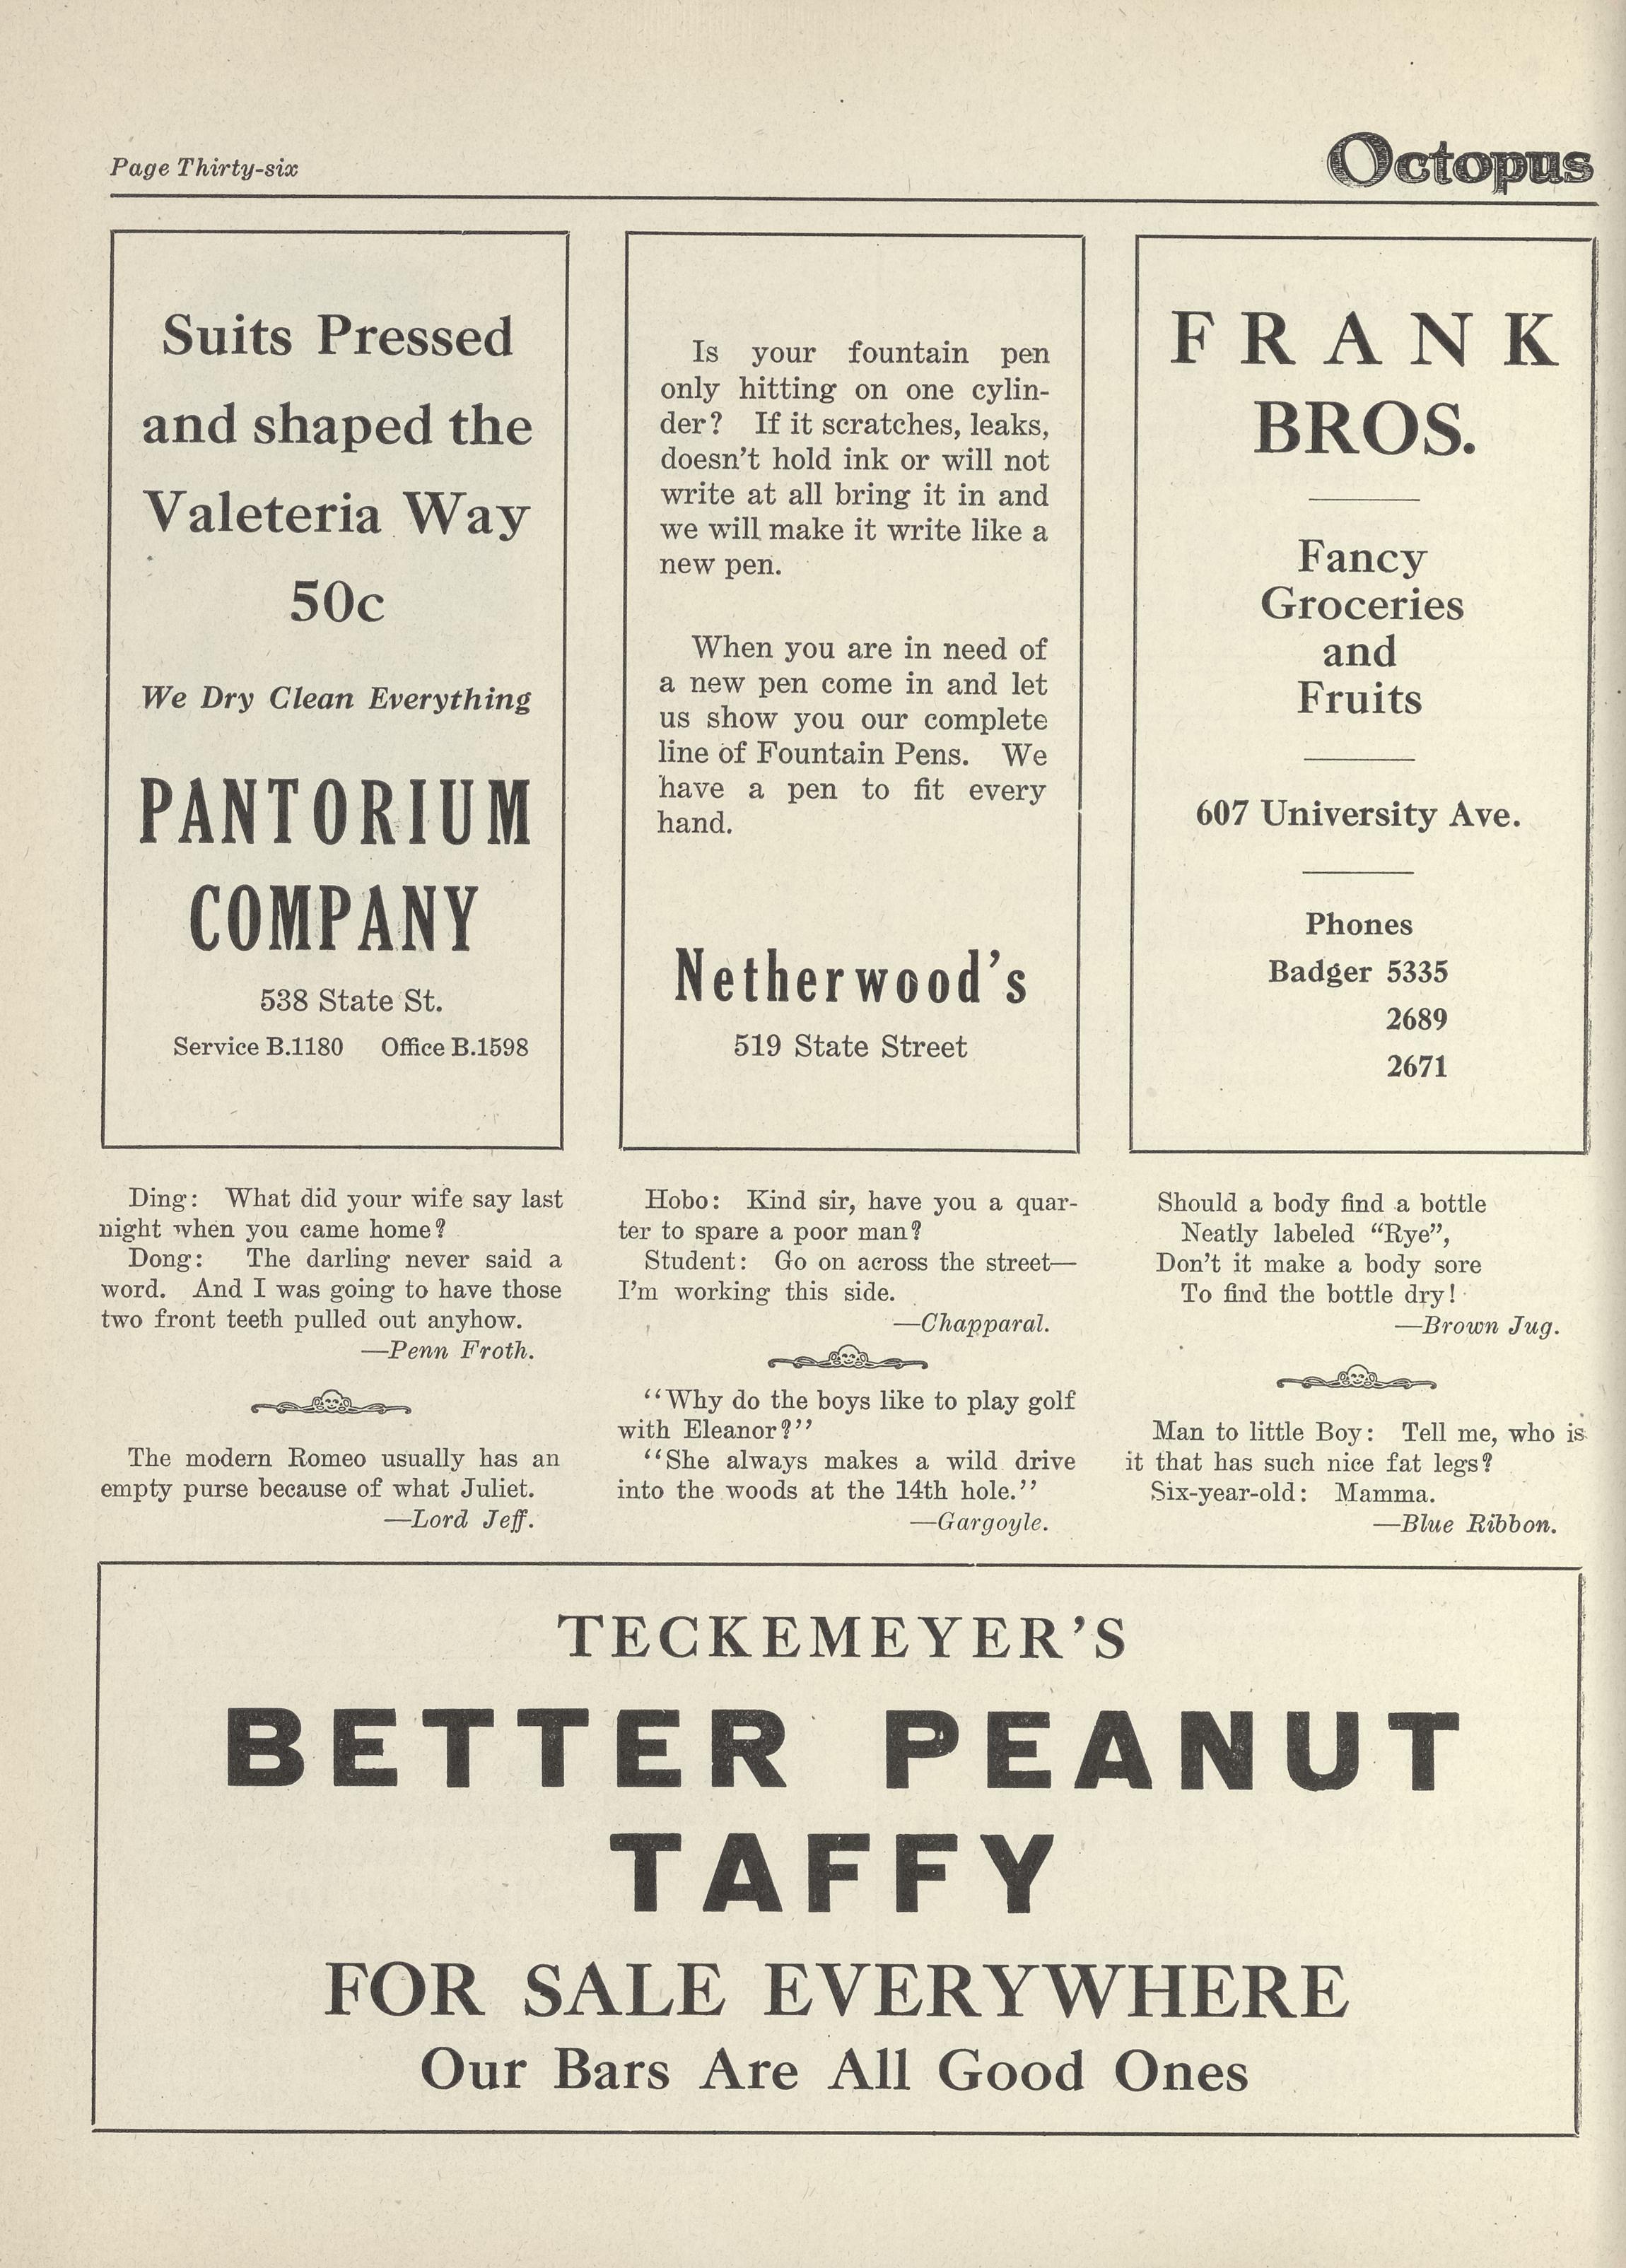 Page Thirty-six
Octopus
Suits Pressed
and shaped the
Valeteria Way
50c
We Dry Clean Everything
PANTORIUM
COMPANY
538 State St.
Service B.1180 Office B.1598
Is your fountain pen
only hitting on one cylin-
der? If it scratches, leaks,
doesn't hold ink or will not
write at all bring it in and
we will make it write like a
new pen.
When you are in need of
a new pen come in and let
us show you our complete
line of Fountain Pens. We
have a pen to fit every
hand.
Netherwood's
519 State Street
FRANK
BROS.
Fancy
Groceries
and
Fruits
607 University Ave.
Phones
Badger 5335
2689
2671
Ding: What did your wife say last
night when you came home?
Dong: The darling never said a
word. And I was going to have those
two front teeth pulled out anyhow.
—Penn Froth.
The modern Romeo usually has an
empty purse because of what Juliet.
—Lord Jeff.
Hobo: Kind sir, have you a quar-
ter to spare a poor man?
Student: Go on across the street—
I'm working this side.
—Chapparal.
"Why do the boys like to play golf
with Eleanor?"
"She always makes a wild drive
into the woods at the 14th hole."
—Gargoyle.
Should a body find a bottle
Neatly labeled "Rye",
Don't it make a body sore
To find the bottle dry!
—Brown Jug.
Man to little Boy: Tell me, who is
it that has such nice fat legs?
Six-year-old: Mamma.
—Blue Ribbon.
TECKEMEYER'S
BETTER PEANUT
TAFFY
FOR SALE EVERYWHERE
Our Bars Are All Good Ones